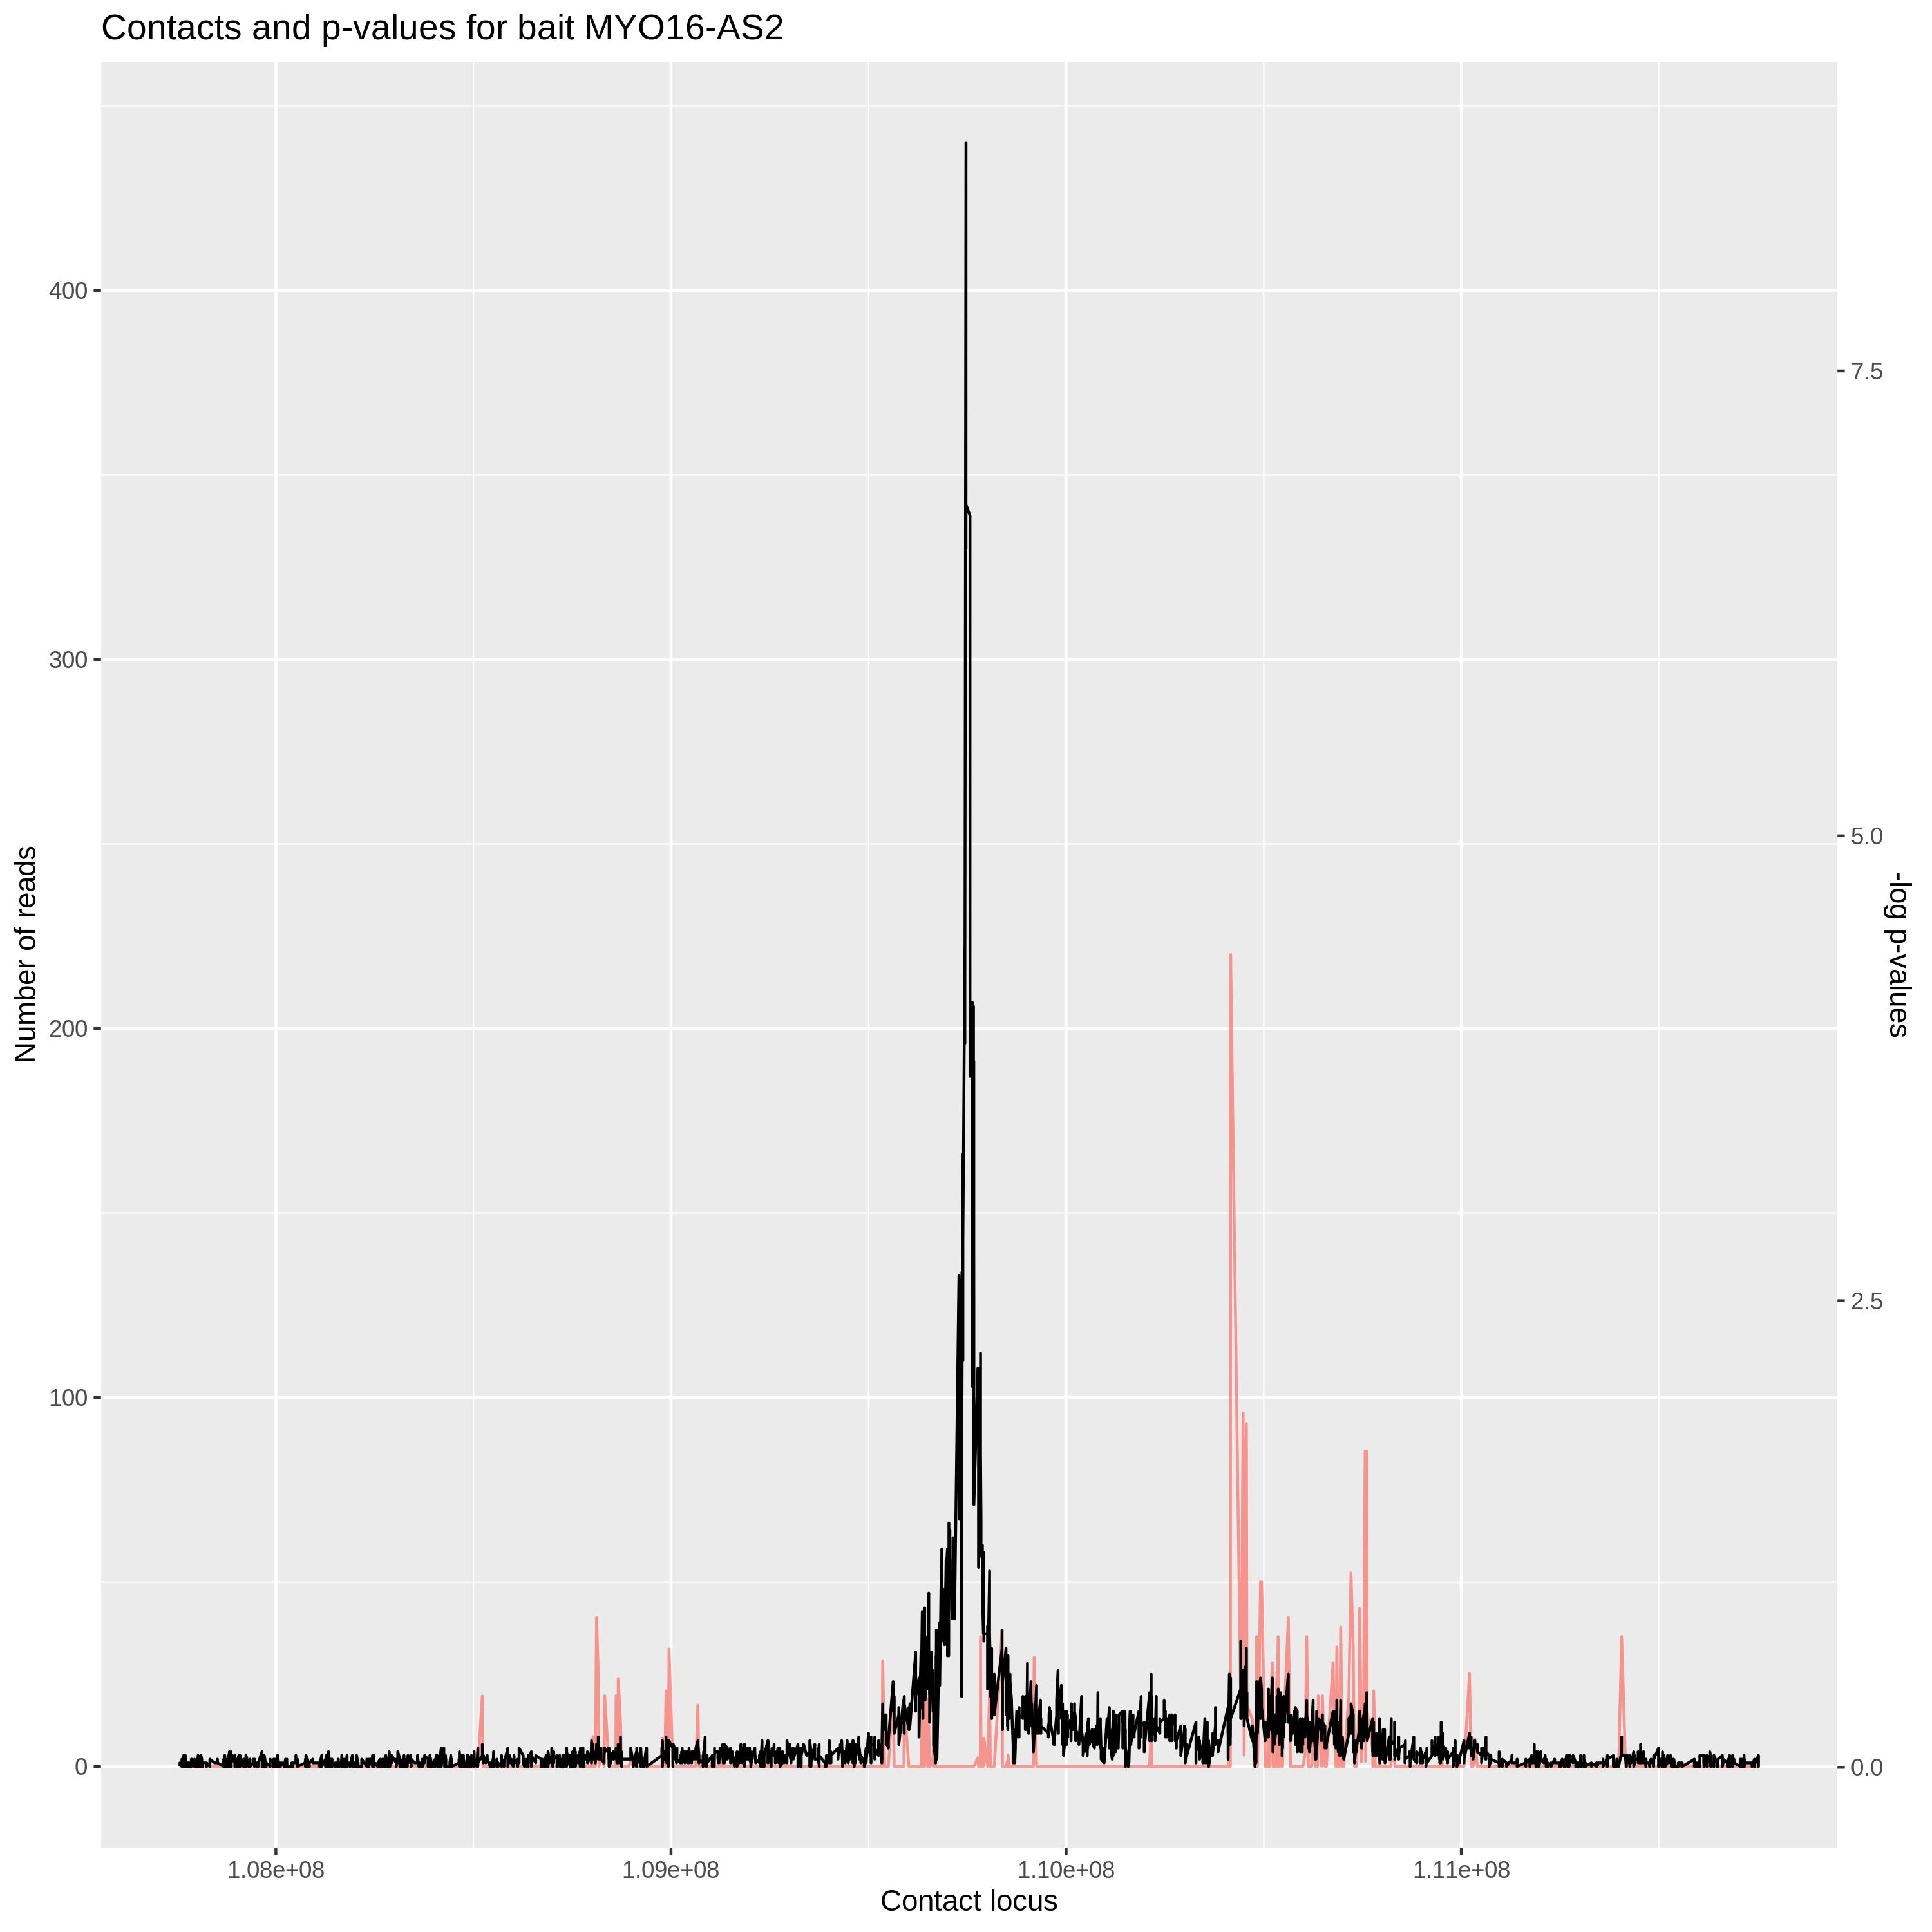 Contacts and p-values for bait MYO16-AS2
400
300
200
100
0
Number of reads
7.5
5.0
2.5
0.0
-log p-values
1.08e+08
1.09e+08
1.10e+08
1.11e+08
Contact locus